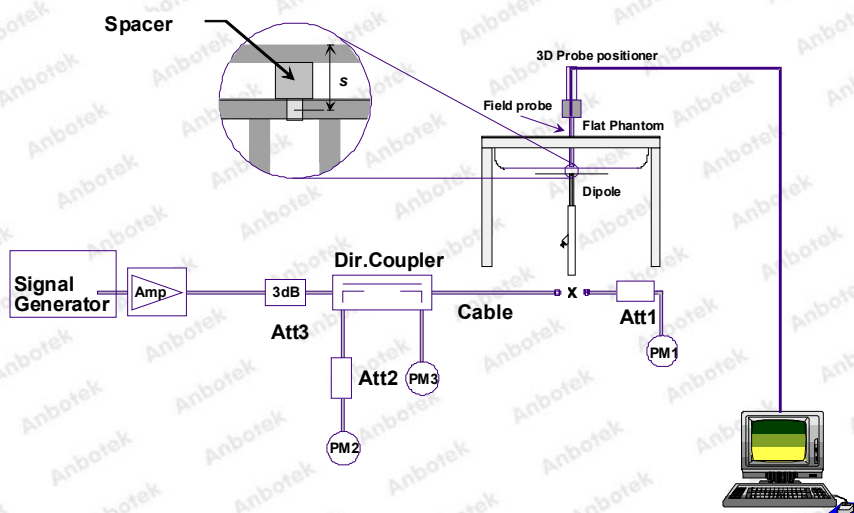 Spacer
s
3D Probe positioner
Field probe
Flat Phantom
Dipole
Signal
Generator
Amp
3dB
Att3
Dir.Coupler
Cable
x
Att1
PM1
Att2
PM3
PM2
Anbotek